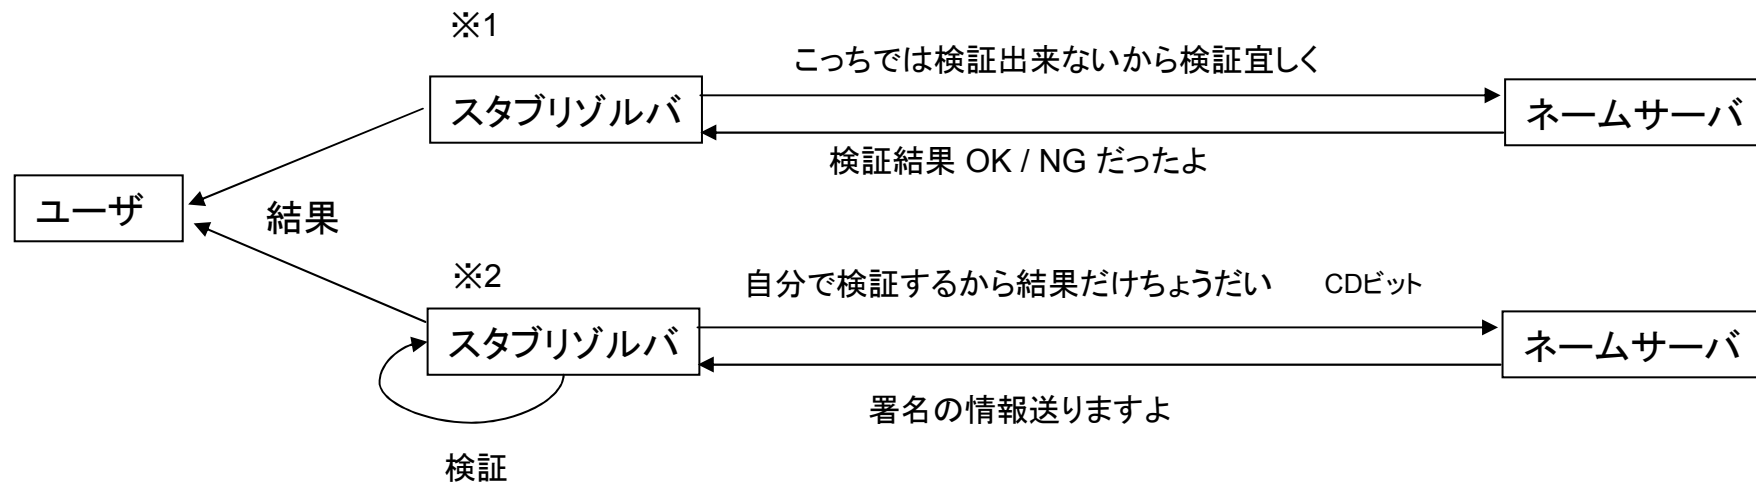 ※1
こっちでは検証出来ないから検証宜しく
スタブリゾルバ
ネームサーバ
検証結果 OK / NG だったよ
ユーザ
結果
※2
自分で検証するから結果だけちょうだい
CDビット
スタブリゾルバ
ネームサーバ
署名の情報送りますよ
検証